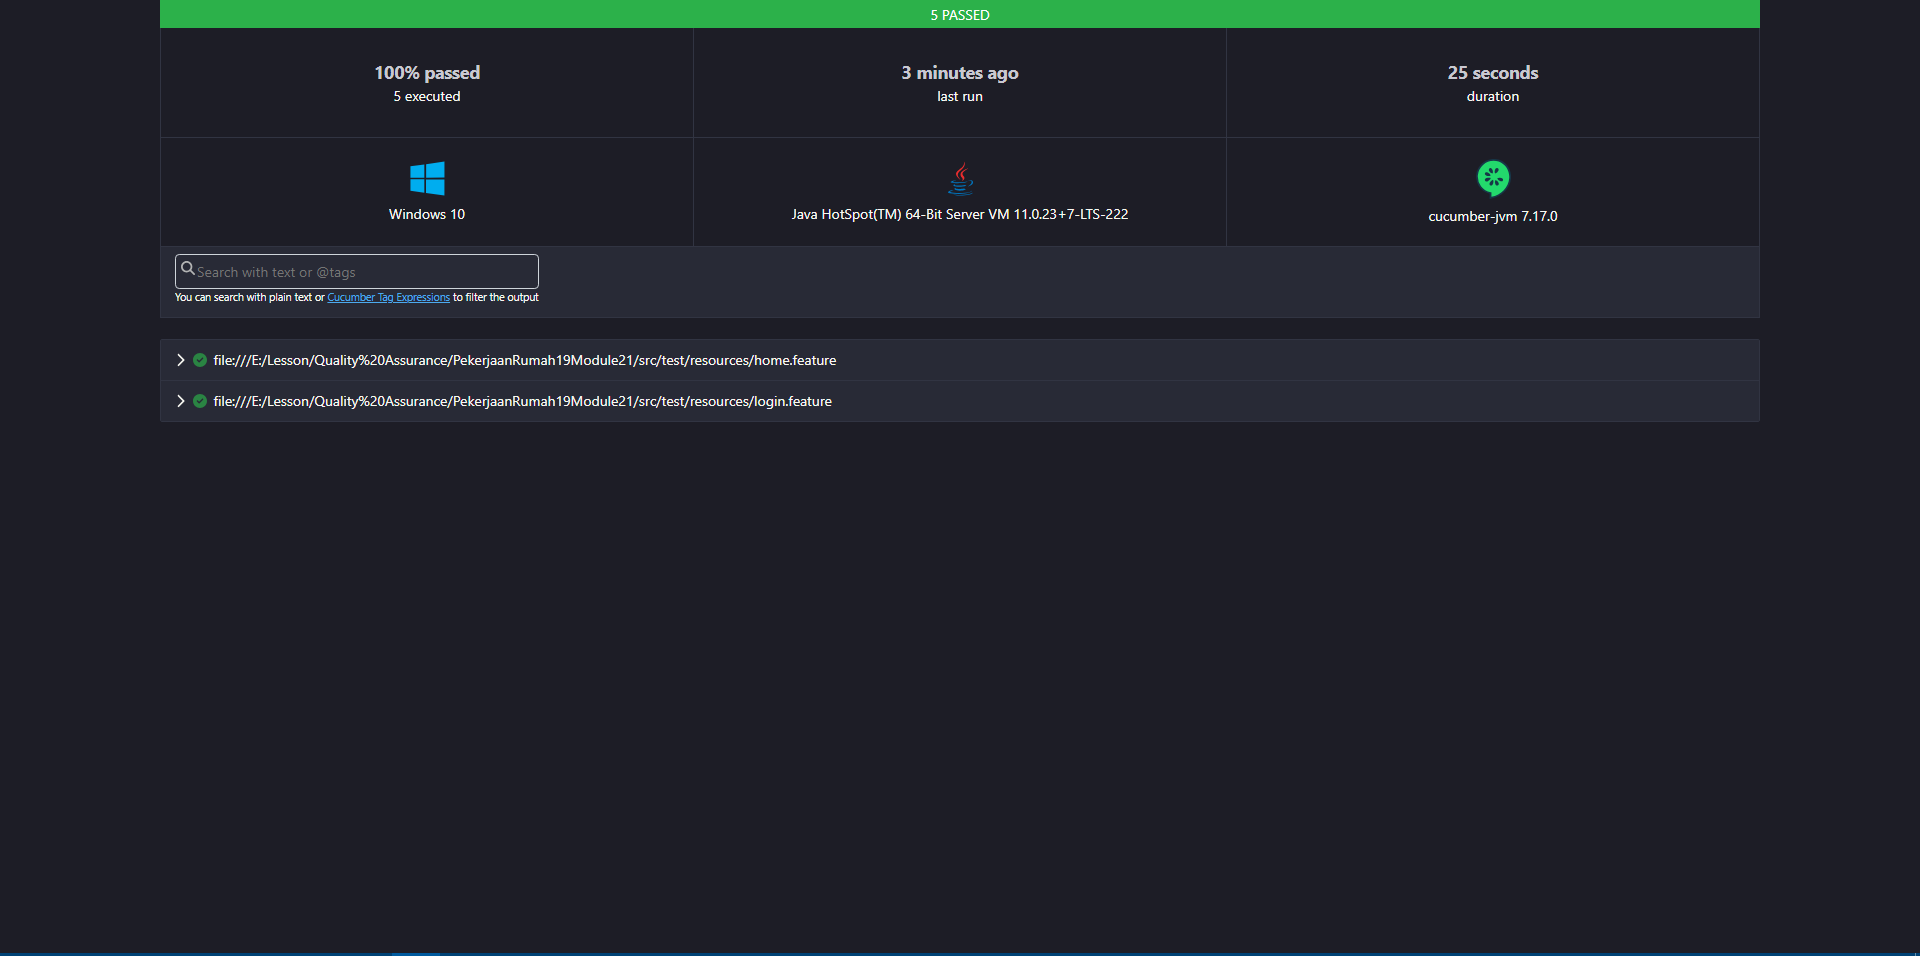 5 PASSED
100% passed
5 executed
3 minutes ago
last run
25 seconds
duration
Windows 10
Java HotSpot(TM) 64-Bit Server VM 11.0.23+7-LTS-222
cucumber-jvm 7.17.0
Search with text or @tags
You can search with plain text or Cucumber Tag Expressions to filter the output
file:///E:/Lesson/Quality%20Assurance/PekerjaanRumah19Module21/src/test/resources/home.feature
file:///E:/Lesson/Quality%20Assurance/PekerjaanRumah19Module21/src/test/resources/login.feature